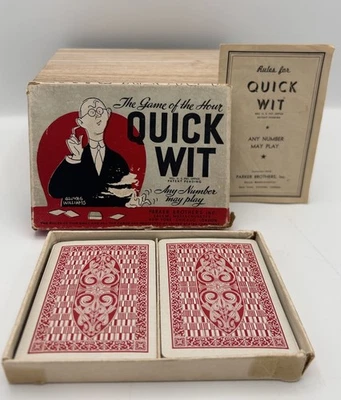 The Game of the Hour
QUICK
WIT
Any Number
may play
PARKER BROTHERS, INC.
Rules for
QUICK
WIT
ANY NUMBER
MAY PLAY
PARKER BROTHERS, Inc.